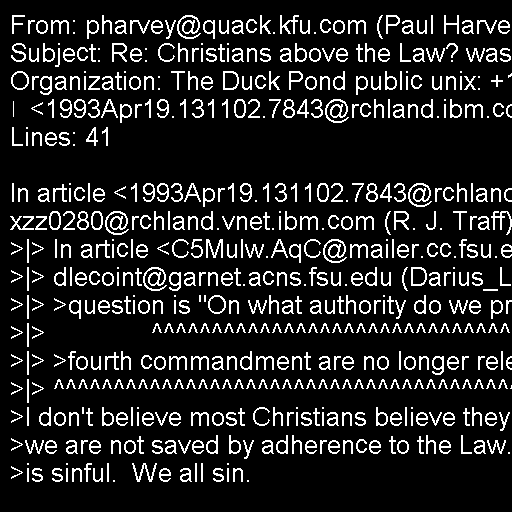 From: pharvey@quack.kfu.com (Paul Harve
Subject: Re: Christians above the Law? was
Organization: The Duck Pond public unix: +1
| <1993Apr19.131102.7843@rchland.ibm.co
Lines: 41

In article <1993Apr19.131102.7843@rchland
xzz0280@rchland.vnet.ibm.com (R. J. Traff)
>|> In article <C5MuIw.AqC@mailer.cc.fsu.e
>|> dlecoint@garnet.acns.fsu.edu (Darius_L
>|> >question is "On what authority do we pr
>|> ^^^^^^^^^^^^^^^^^^^^^^^^^^^^^^
>|> >fourth commandment are no longer rele
>|> ^^^^^^^^^^^^^^^^^^^^^^^^^^^^^^^^^^^^^^
>I don't believe most Christians believe they
>we are not saved by adherence to the Law.
>is sinful.  We all sin.